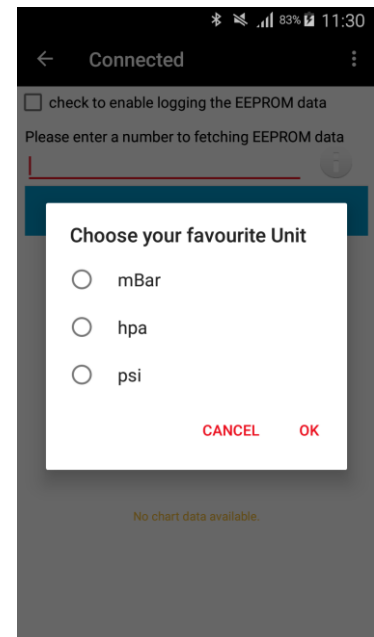 83% 11:30
Connected
check to enable logging the EEPROM data
Please enter a number to fetching EEPROM data
Choose your favourite Unit
mBar
hpa
psi
CANCEL OK
No chart data available.